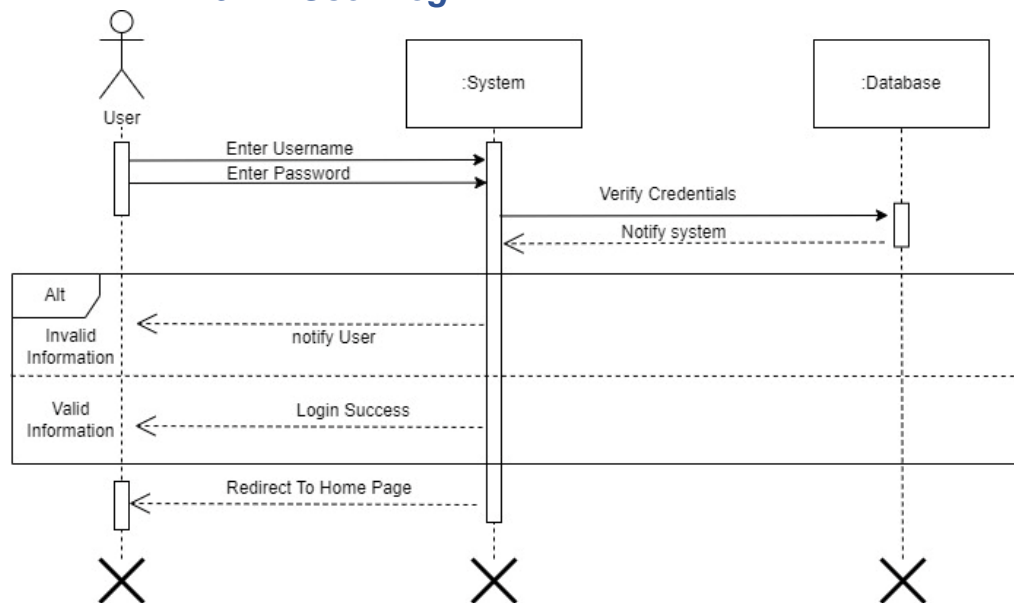 :System
:Database
User
Enter Username
Enter Password
Verify Credentials
Notify system
Alt
Invalid
Information
notify User
Valid
Information
Login Success
Redirect To Home Page